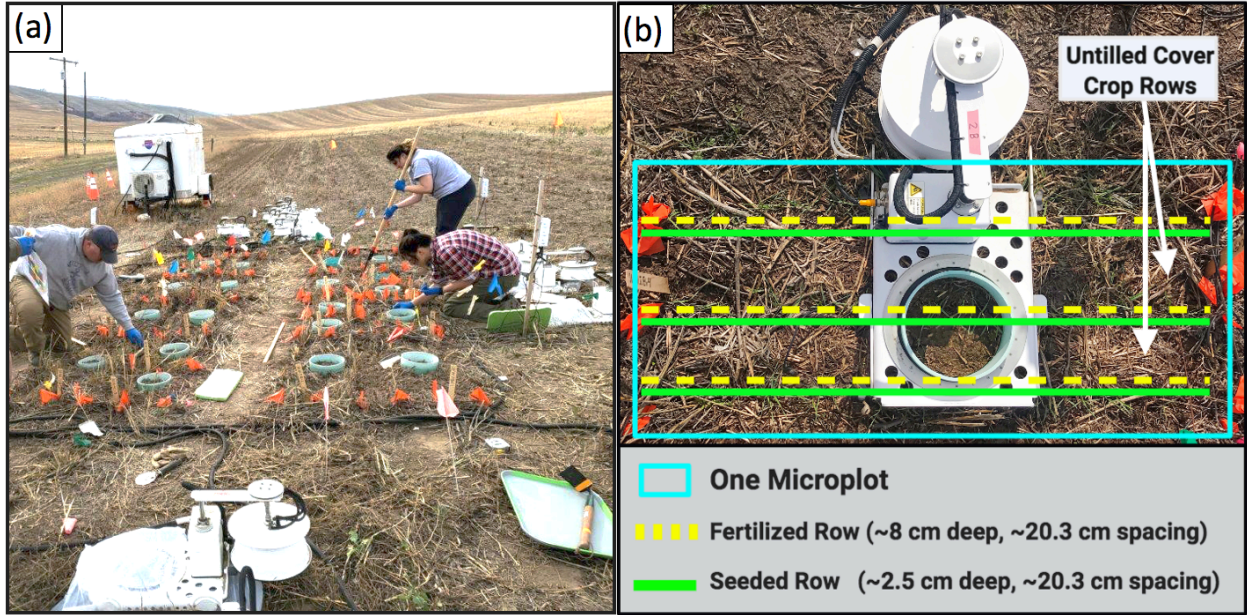 (a)
(b)
Untilled Cover
Crop Rows
28
One Microplot
Fertilized Row (~8 cm deep, ~20.3 cm spacing)
Seeded Row (~2.5 cm deep, ~20.3 cm spacing)